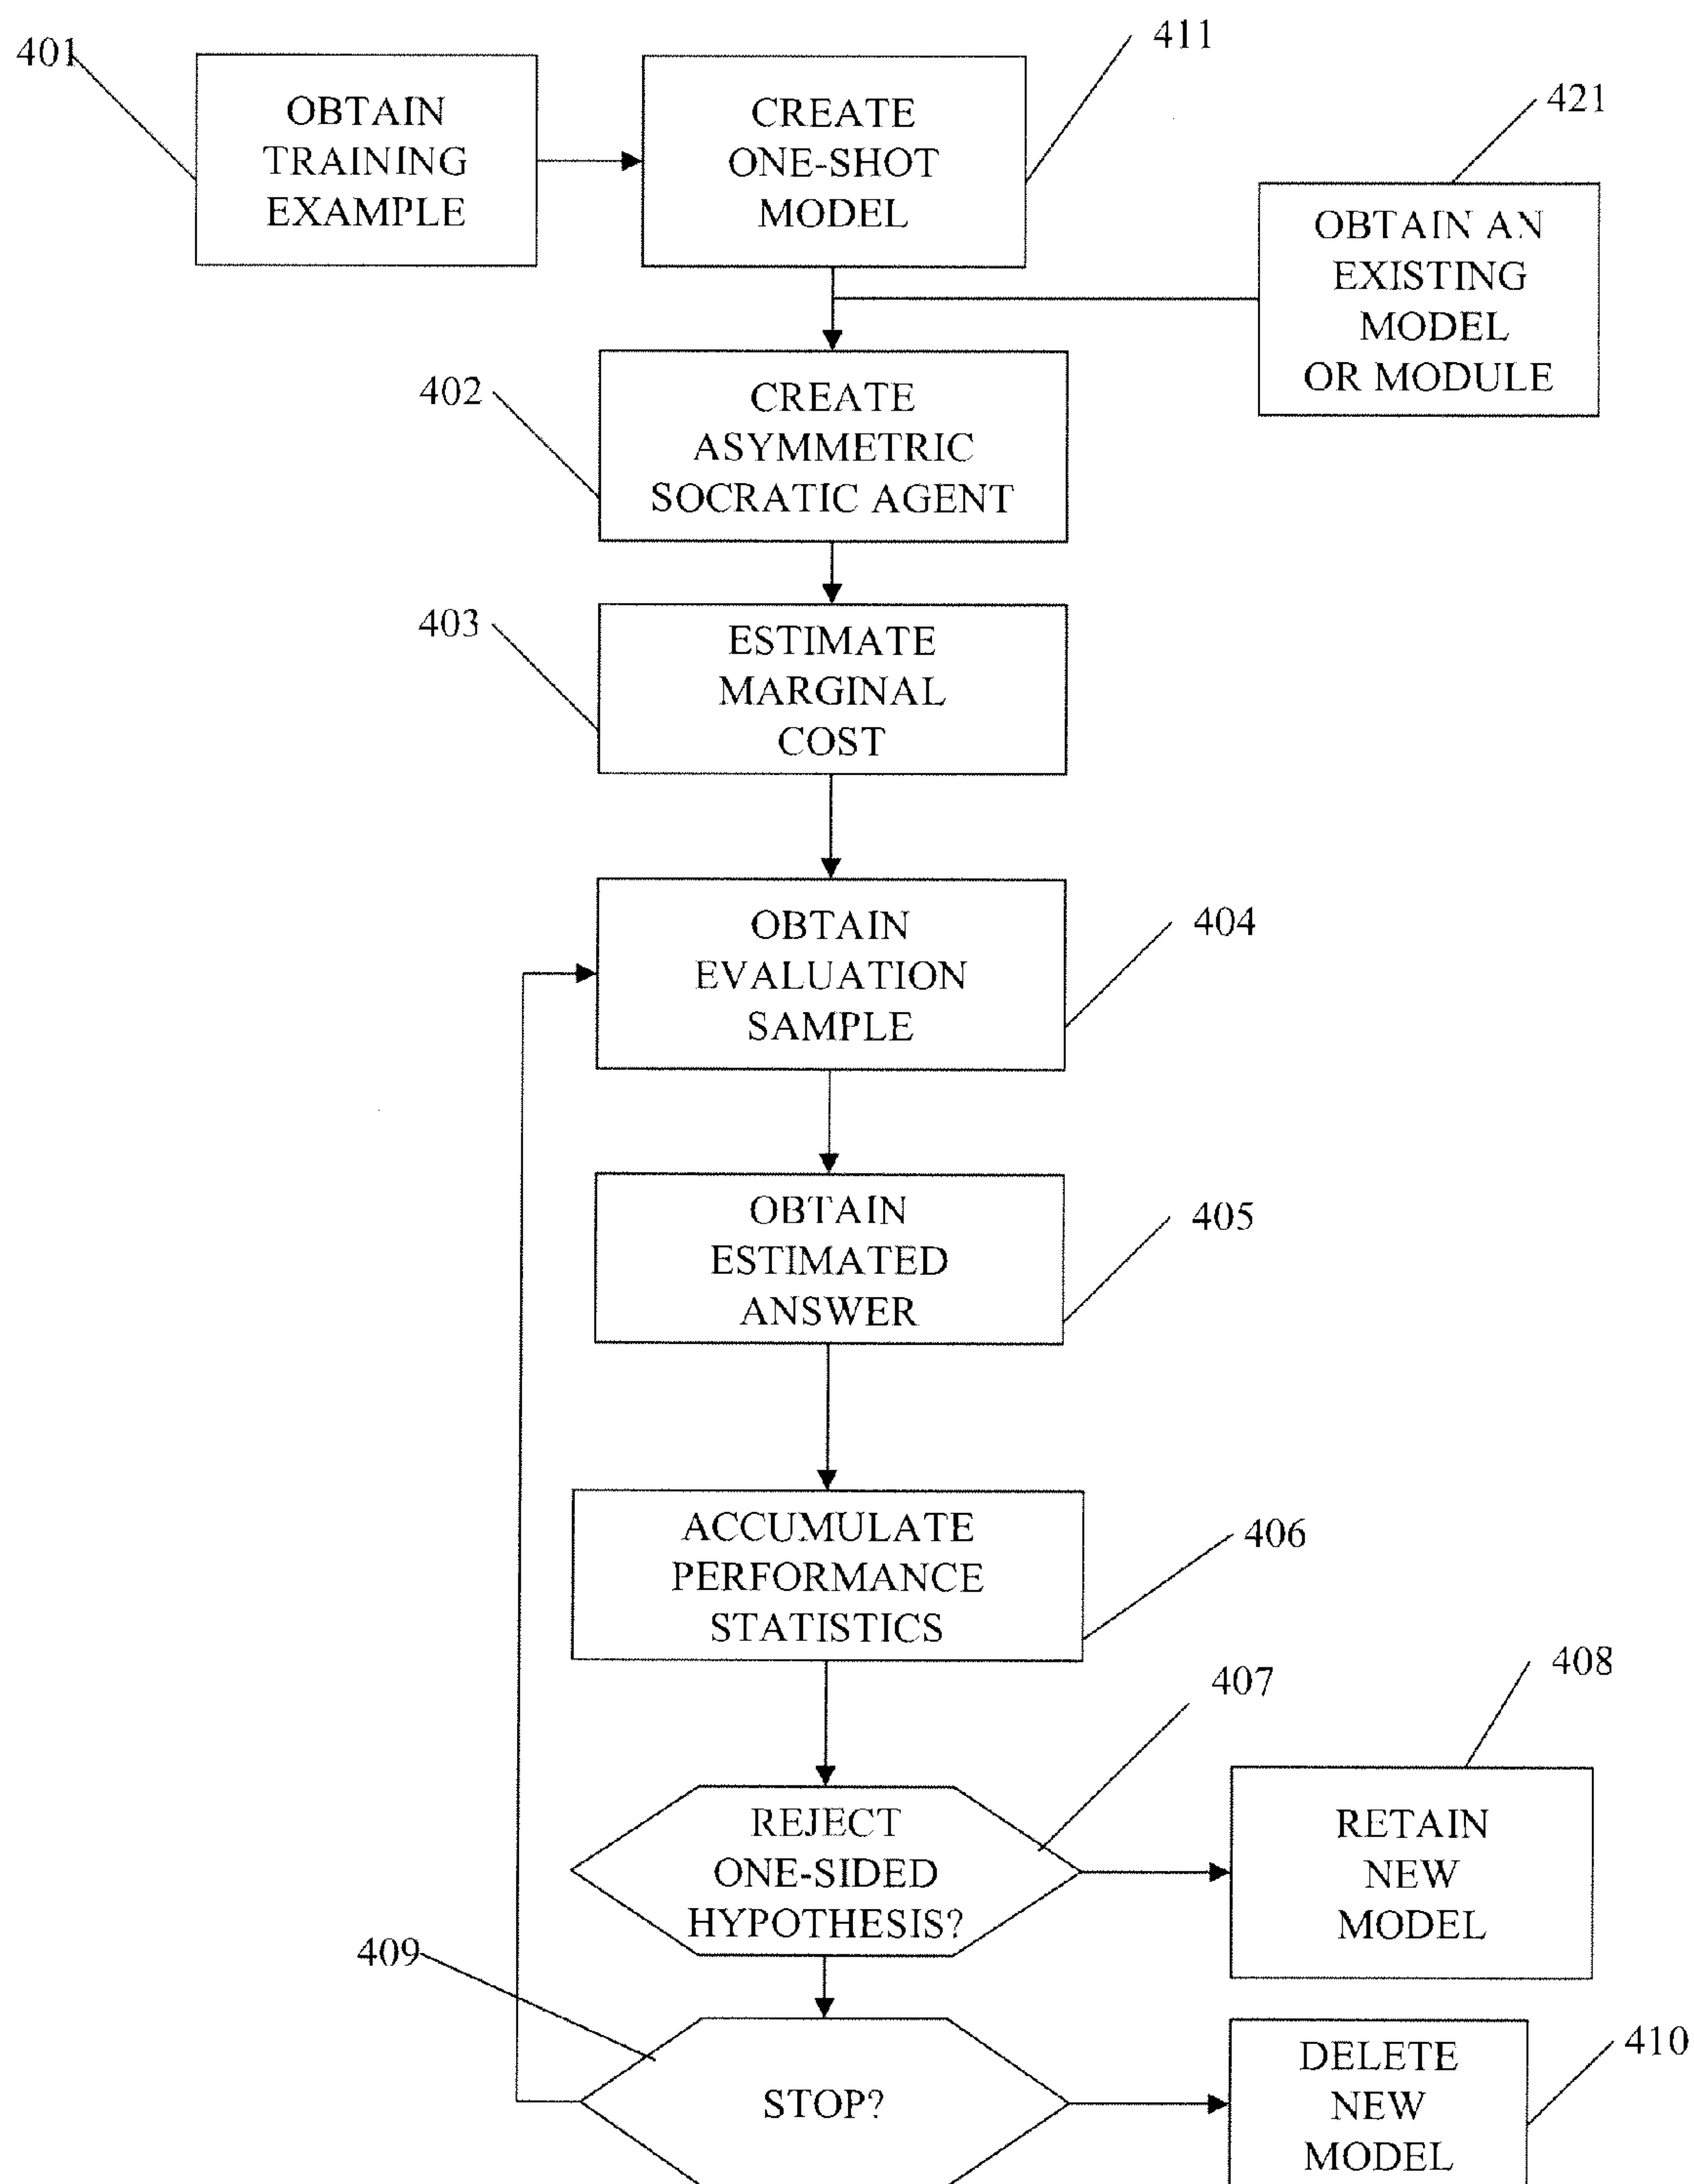 401
OBTAIN
TRAINING
EXAMPLE
CREATE
ONE-SHOT
MODEL
411
421
OBTAIN AN
EXISTING
MODEL
OR MODULE
402
CREATE
ASYMMETRIC
SOCRATIC AGENT
403
ESTIMATE
MARGINAL
COST
OBTAIN
EVALUATION
SAMPLE
404
OBTAIN
ESTIMATED
ANSWER
405
ACCUMULATE
PERFORMANCE
STATISTICS
406
407
REJECT
ONE-SIDED
HYPOTHESIS?
408
RETAIN
NEW
MODEL
409
STOP?
DELETE
NEW
MODEL
410